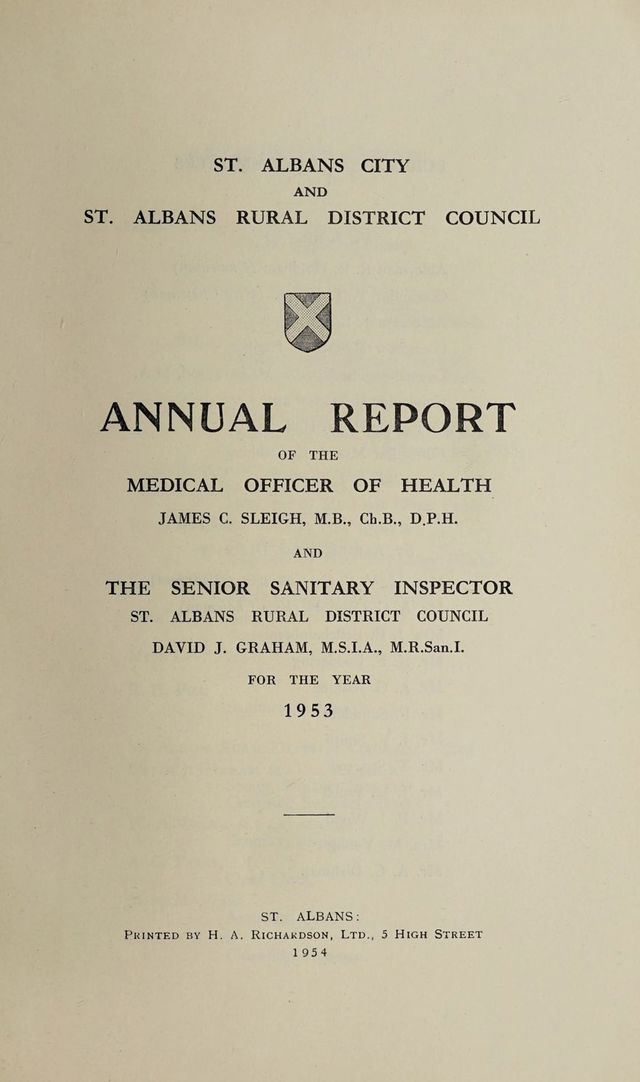 ST. ALBANS CITY
AND
ST. ALBANS RURAL DISTRICT COUNCIL
ANNUAL REPORT
OF THE
MEDICAL OFFICER OF HEALTH
JAMES C. SLEIGH, M.B., Ch.B., D.P.H.
AND
THE SENIOR SANITARY INSPECTOR
ST. ALBANS RURAL DISTRICT COUNCIL
DAVID J. GRAHAM, M.S.I.A., M.R.San.I.
FOR THE YEAR
1953
ST. ALBANS:
PRINTED BY H. A. RICHARDSON, LTD., 5 HIGH STREET
1954